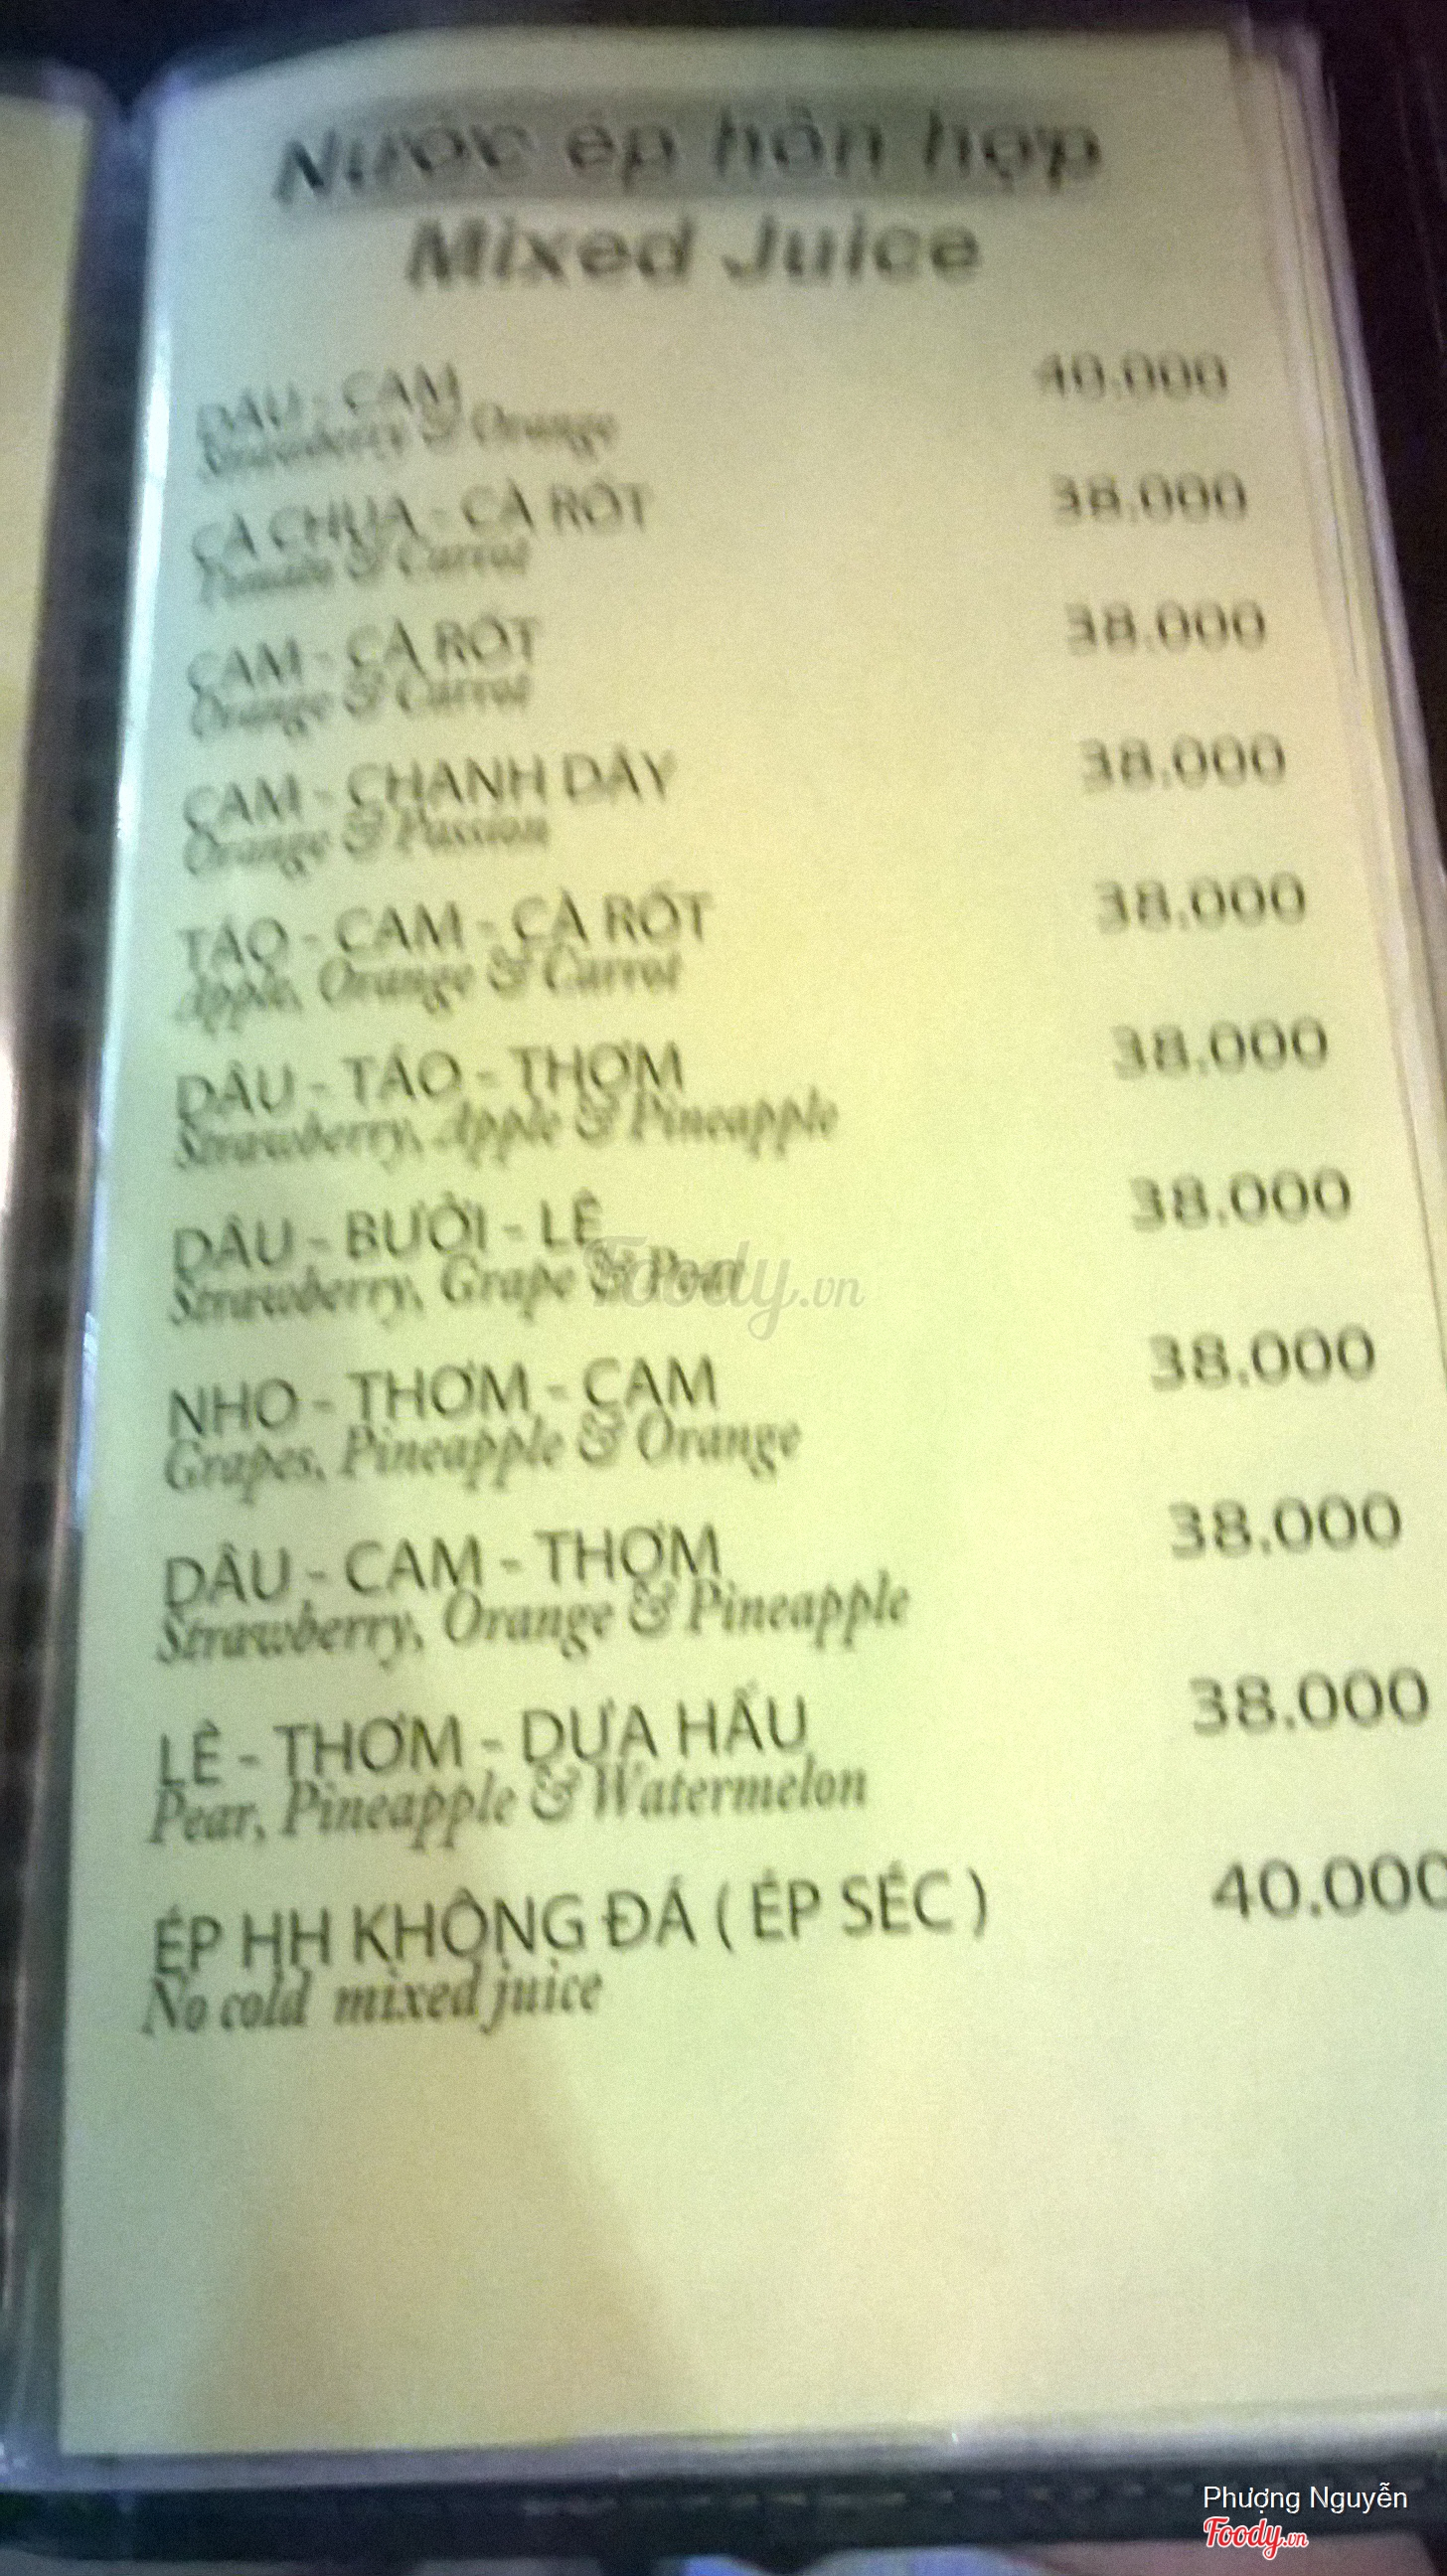 Nước ép hỗn hợp
Mixed Juice
DÂU - CAM 40.000
Strawberry & Orange
CÀ CHUA - CÀ RỐT 38.000
Tomato & Carrot
CAM - CÀ RỐT 38.000
Orange & Carrot
CAM - CHANH DÂY 38.000
Orange & Passion
TÁO - CAM - CÀ RỐT 38.000
Apple, Orange & Carrot
DÂU - TÁO - THƠM 38.000
Strawberry, Apple & Pineapple
DÂU - BƯỞI - LÊ 38.000
Strawberry, Grape & Pear
Foody.vn
NHO - THƠM - CAM 38.000
Grapes, Pineapple & Orange
DÂU - CAM - THƠM 38.000
Strawberry, Orange & Pineapple
LÊ - THƠM - DƯA HẤU 38.000
Pear, Pineapple & Watermelon
ÉP HH KHÔNG ĐÁ ( ÉP SÉC ) 40.000
No cold mixed juice
Phượng Nguyễn
Foody.vn